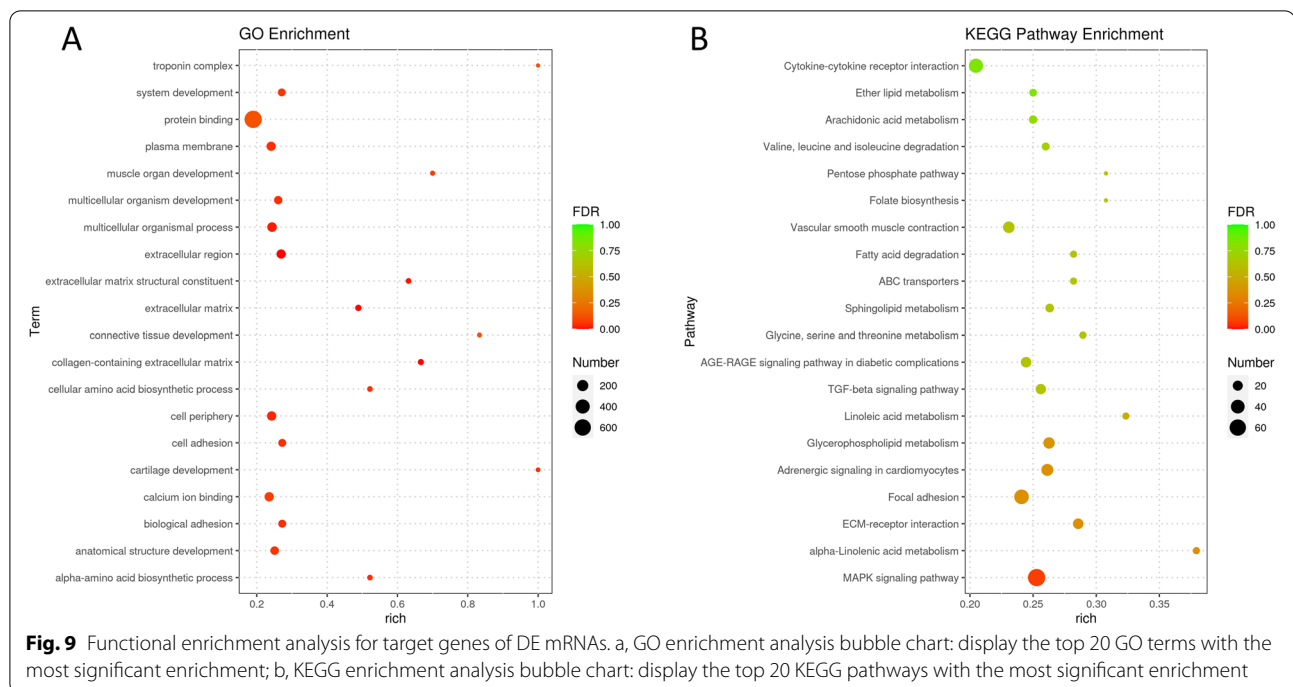 A
GO Enrichment
troponin complex
system development
protein binding
plasma membrane
muscle organ development
multicellular organism development
multicellular organismal process
extracellular region
extracellular matrix structural constituent
extracellular matrix
connective tissue development
collagen-containing extracellular matrix
cellular amino acid biosynthetic process
cell periphery
cell adhesion
cartilage development
calcium ion binding
biological adhesion
anatomical structure development
alpha-amino acid biosynthetic process
Term
0.2 0.4 0.6 0.8 1.0
rich
FDR
1.00
0.75
0.50
0.25
0.00
Number
200
400
600
B
KEGG Pathway Enrichment
Cytokine-cytokine receptor interaction
Ether lipid metabolism
Arachidonic acid metabolism
Valine, leucine and isoleucine degradation
Pentose phosphate pathway
Folate biosynthesis
Vascular smooth muscle contraction
Fatty acid degradation
ABC transporters
Sphingolipid metabolism
Glycine, serine and threonine metabolism
AGE-RAGE signaling pathway in diabetic complications
TGF-beta signaling pathway
Linoleic acid metabolism
Glycerophospholipid metabolism
Adrenergic signaling in cardiomyocytes
Focal adhesion
ECM-receptor interaction
alpha-Linolenic acid metabolism
MAPK signaling pathway
Pathway
0.20 0.25 0.30 0.35
rich
FDR
1.00
0.75
0.50
0.25
0.00
Number
20
40
60
Fig. 9 Functional enrichment analysis for target genes of DE mRNAs. a, GO enrichment analysis bubble chart: display the top 20 GO terms with the
most significant enrichment; b, KEGG enrichment analysis bubble chart: display the top 20 KEGG pathways with the most significant enrichment